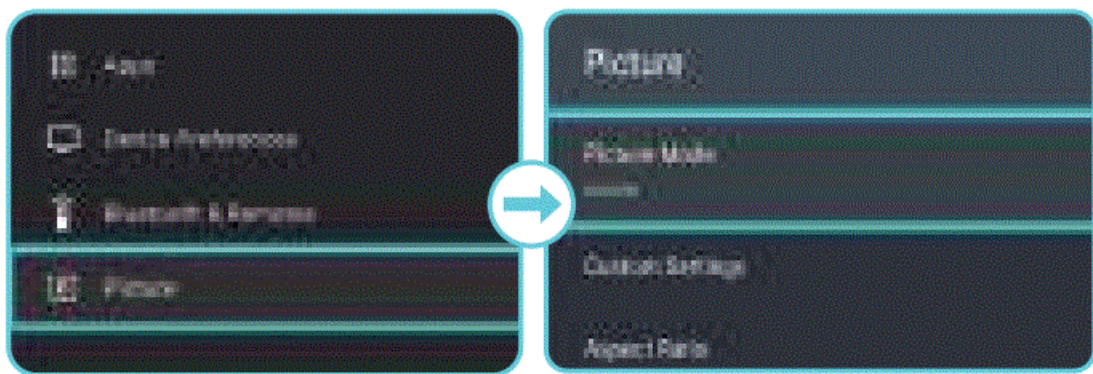 Apps
Device Preferences
Bluetooth & Remotes
Picture
Picture
Picture Mode
Custom Settings
Aspect Ratio